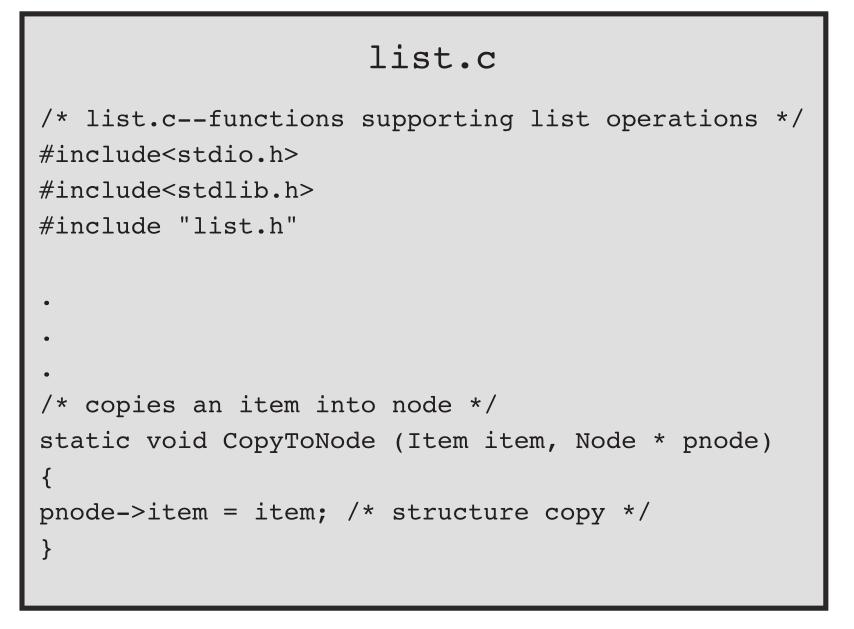 list.c
/* list.c--functions supporting list operations */
#include<stdio.h>
#include<stdlib.h>
#include "list.h"
.
.
.
/* copies an item into node */
static void CopyToNode (Item item, Node * pnode)
{
pnode->item = item; /* structure copy */
}